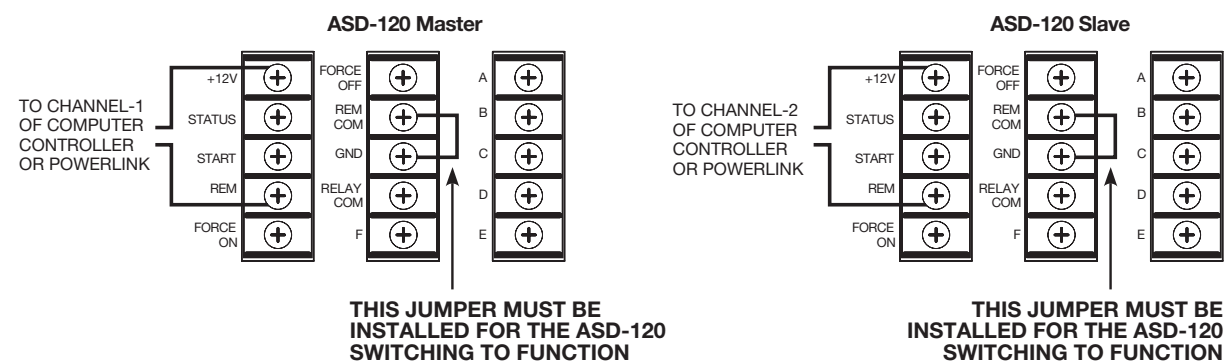 ASD-120 Master
TO CHANNEL-1
OF COMPUTER
CONTROLLER
OR POWERLINK
+12V
STATUS
START
REM
FORCE
ON
FORCE
OFF
REM
COM
GND
RELAY
COM
F
A
B
C
D
E
THIS JUMPER MUST BE
INSTALLED FOR THE ASD-120
SWITCHING TO FUNCTION
ASD-120 Slave
TO CHANNEL-2
OF COMPUTER
CONTROLLER
OR POWERLINK
+12V
STATUS
START
REM
FORCE
ON
FORCE
OFF
REM
COM
GND
RELAY
COM
F
A
B
C
D
E
THIS JUMPER MUST BE
INSTALLED FOR THE ASD-120
SWITCHING TO FUNCTION